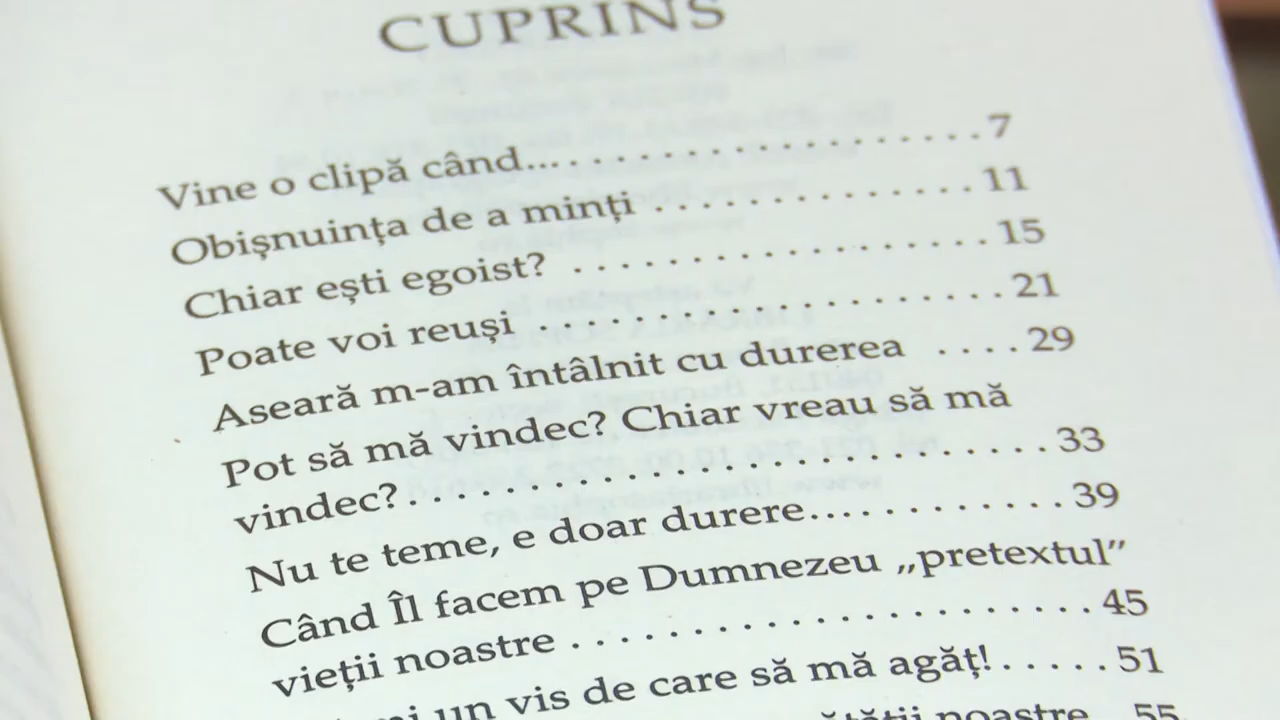 CUPRINS
Vine o clipă când... . . . . . . . . . . . . . . . . . . . 7
Obişnuinţa de a minţi . . . . . . . . . . . . . . 11
Chiar eşti egoist? . . . . . . . . . . . . . . . . . . 15
Poate voi reuşi . . . . . . . . . . . . . . . . . . . . 21
Aseară m-am întâlnit cu durerea . . . . 29
Pot să mă vindec? Chiar vreau să mă
vindec? . . . . . . . . . . . . . . . . . . . . . . . . . . 33
Nu te teme, e doar durere... . . . . . . . . . 39
Când Îl facem pe Dumnezeu „pretextul”
vieţii noastre . . . . . . . . . . . . . . . . . . . . . 45
un vis de care să mă agăţ! . . . . . 51
noastre 55